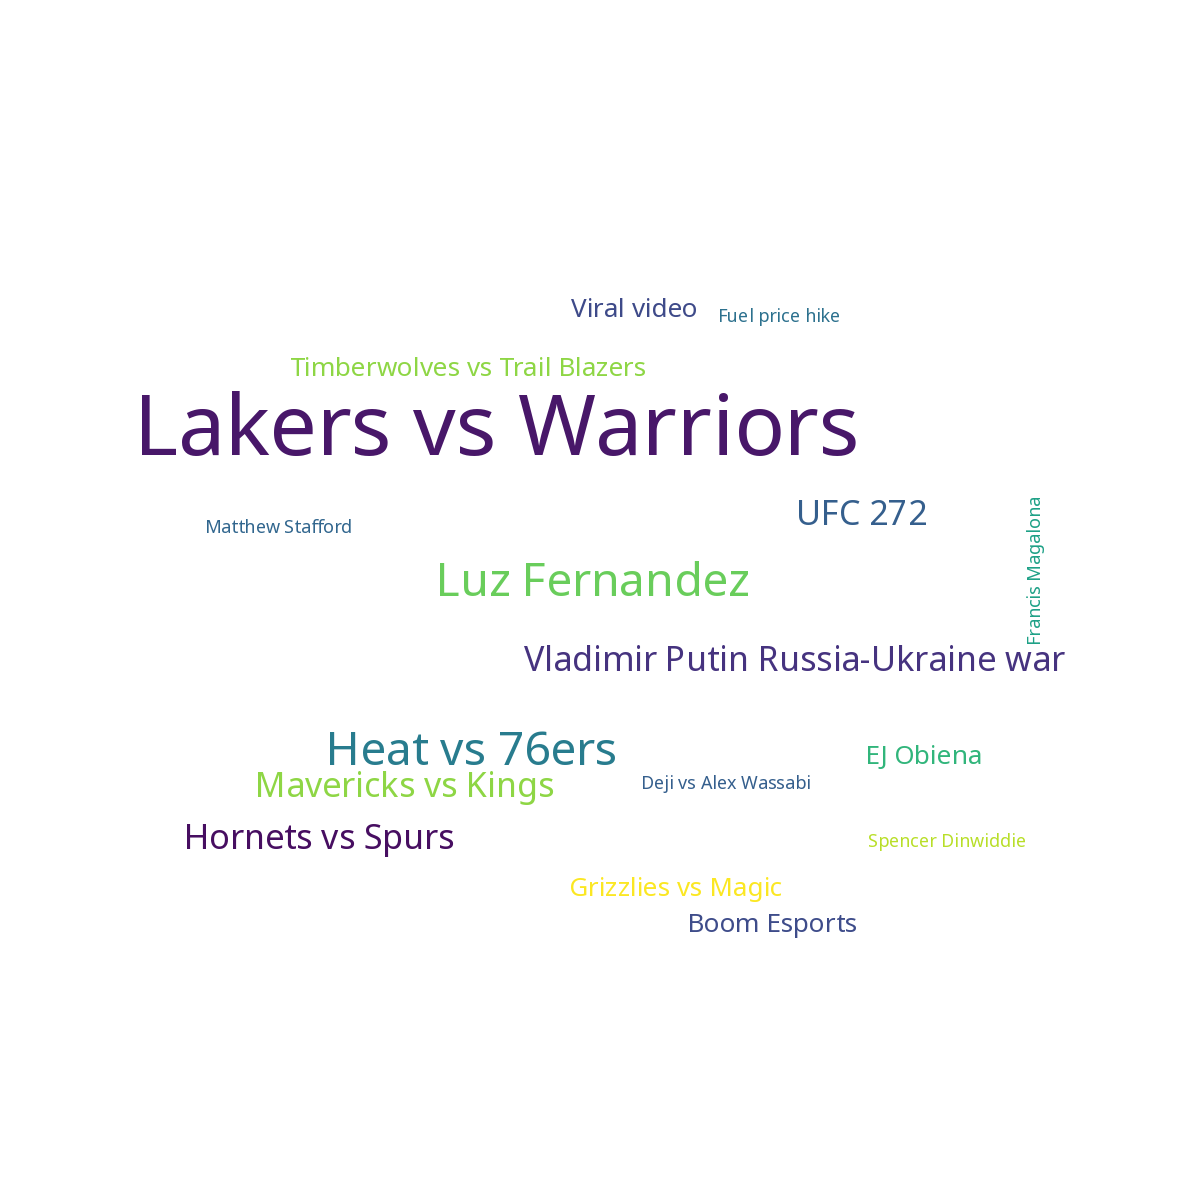 Viral video
Fuel price hike
Timberwolves vs Trail Blazers
Lakers vs Warriors
UFC 272
Matthew Stafford
Francis Magalona
Luz Fernandez
Vladimir Putin Russia-Ukraine war
Heat vs 76ers
EJ Obiena
Mavericks vs Kings
Deji vs Alex Wassabi
Hornets vs Spurs
Spencer Dinwiddie
Grizzlies vs Magic
Boom Esports